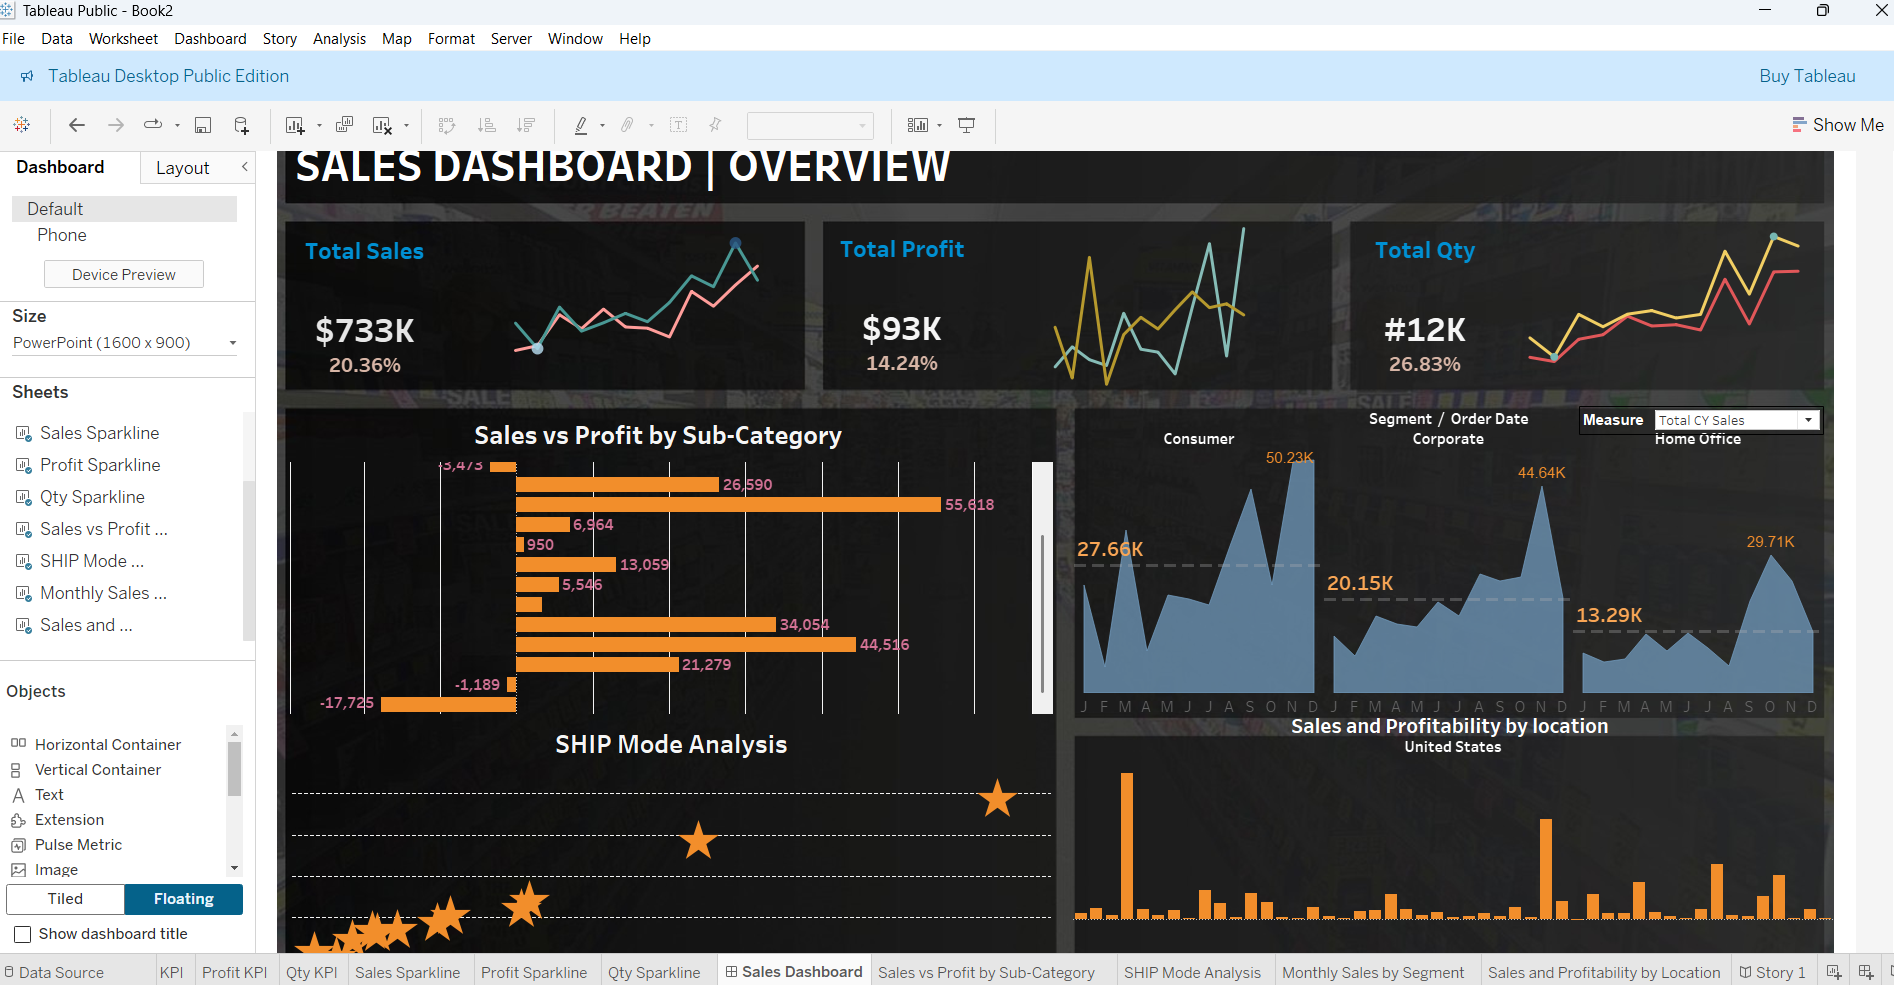 Tableau Public - Book2
File Data Worksheet Dashboard Story Analysis Map Format Server Window Help
Tableau Desktop Public Edition
Buy Tableau
Show Me
Dashboard
Layout
Default
Phone
Device Preview
Size
PowerPoint (1600 x 900)
Sheets
Sales Sparkline
Profit Sparkline
Qty Sparkline
Sales vs Profit ...
SHIP Mode ...
Monthly Sales ...
Sales and ...
Objects
Horizontal Container
Vertical Container
Text
Extension
Pulse Metric
Image
Tiled
Floating
Show dashboard title
SALES DASHBOARD | OVERVIEW
BEATEN
Total Sales
$733K
20.36%
Total Profit
$93K
14.24%
Total Qty
#12K
26.83%
SALE
Sales vs Profit by Sub-Category
-3,473
26,590
55,618
6,964
950
13,059
5,546
34,054
44,516
21,279
-1,189
-17,725
Segment / Order Date
Measure
Total CY Sales
Consumer
Corporate
Home Office
50.23K
44.64K
29.71K
27.66K
20.15K
13.29K
J F M A M J J A S O N D
J F M A M J J A S O N D
J F M A M J J A S O N D
SHIP Mode Analysis
Sales and Profitability by location
United States
Data Source
KPI
Profit KPI
Qty KPI
Sales Sparkline
Profit Sparkline
Qty Sparkline
Sales Dashboard
Sales vs Profit by Sub-Category
SHIP Mode Analysis
Monthly Sales by Segment
Sales and Profitability by Location
Story 1